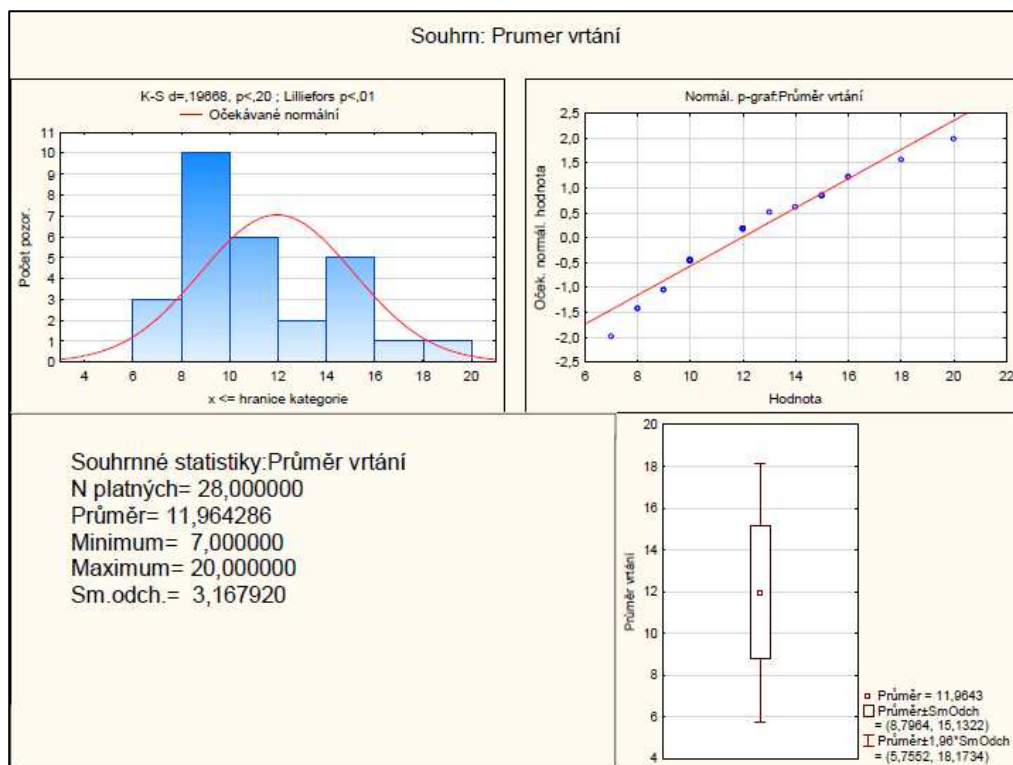 Souhrn: Prumer vrtání
K-S d=,19668, p<,20 ; Lilliefors p<,01
Očekávané normální
11
10
9
8
7
6
5
4
3
2
1
0
Počet pozor.
4 6 8 10 12 14 16 18 20
x <= hranice kategorie
Normál. p-graf:Průměr vrtání
2,5
2,0
1,5
1,0
0,5
0,0
-0,5
-1,0
-1,5
-2,0
-2,5
Oček. normál. hodnota
6 8 10 12 14 16 18 20 22
Hodnota
Souhrnné statistiky:Průměr vrtání
N platných= 28,000000
Průměr= 11,964286
Minimum= 7,000000
Maximum= 20,000000
Sm.odch.= 3,167920
20
18
16
14
12
10
8
6
4
Průměr vrtání
Průměr = 11,9643
Průměr±SmOdch
= (8,7964, 15,1322)
Průměr±1,96*SmOdch
= (5,7552, 18,1734)